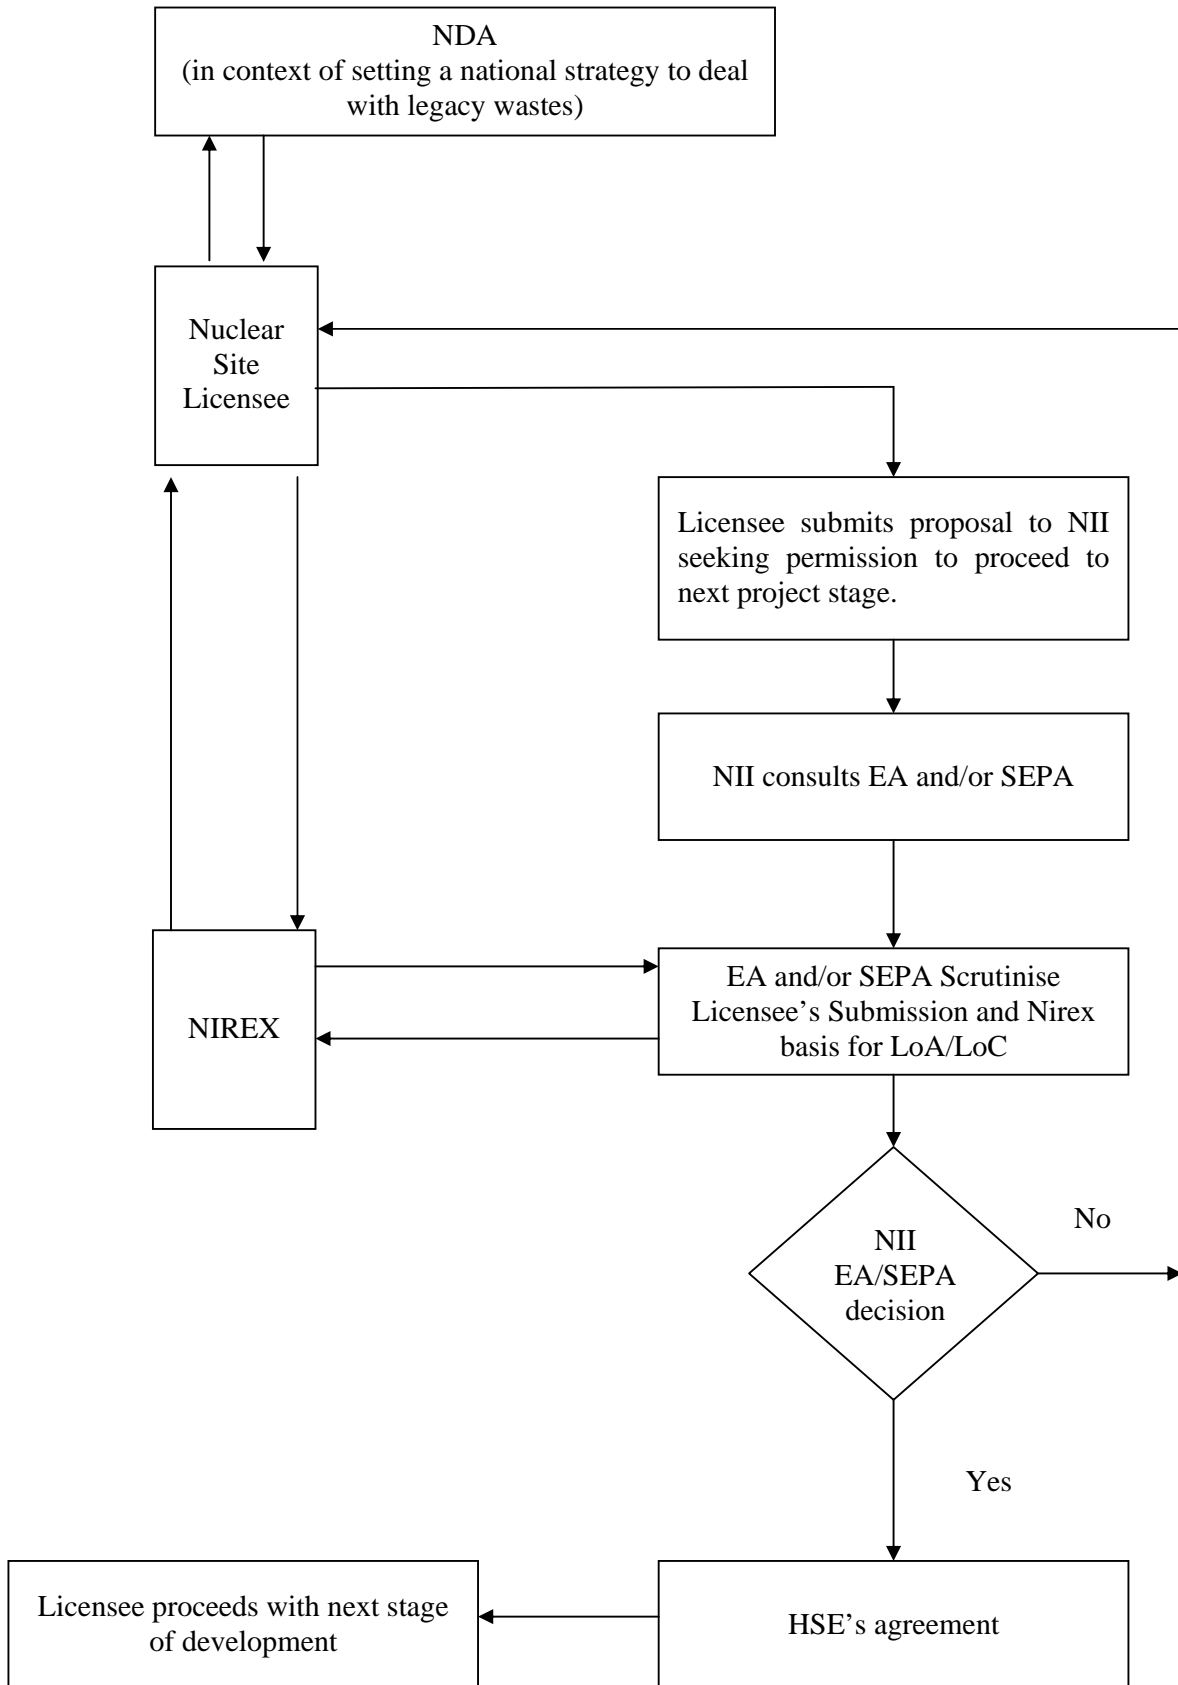 NDA
(in context of setting a national strategy to deal
with legacy wastes)
Nuclear
Site
Licensee
Licensee submits proposal to NII
seeking permission to proceed to
next project stage.
NII consults EA and/or SEPA
EA and/or SEPA Scrutinise
Licensee’s Submission and Nirex
basis for LoA/LoC
NIREX
No
NII
EA/SEPA
decision
Yes
Licensee proceeds with next stage
of development
HSE’s agreement